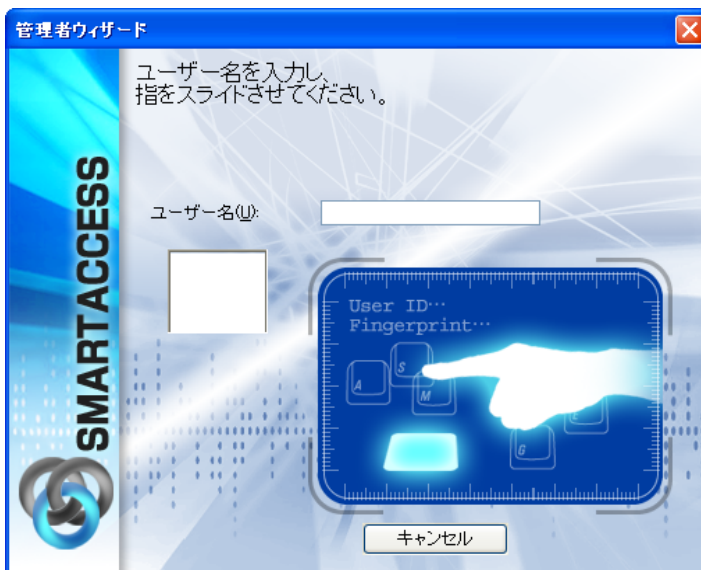 管理者ウィザード
ユーザー名を入力し、
指をスライドさせてください。
SMARTACCESS
ユーザー名(U):
User ID…
Fingerprint…
S
A
M
G
キャンセル